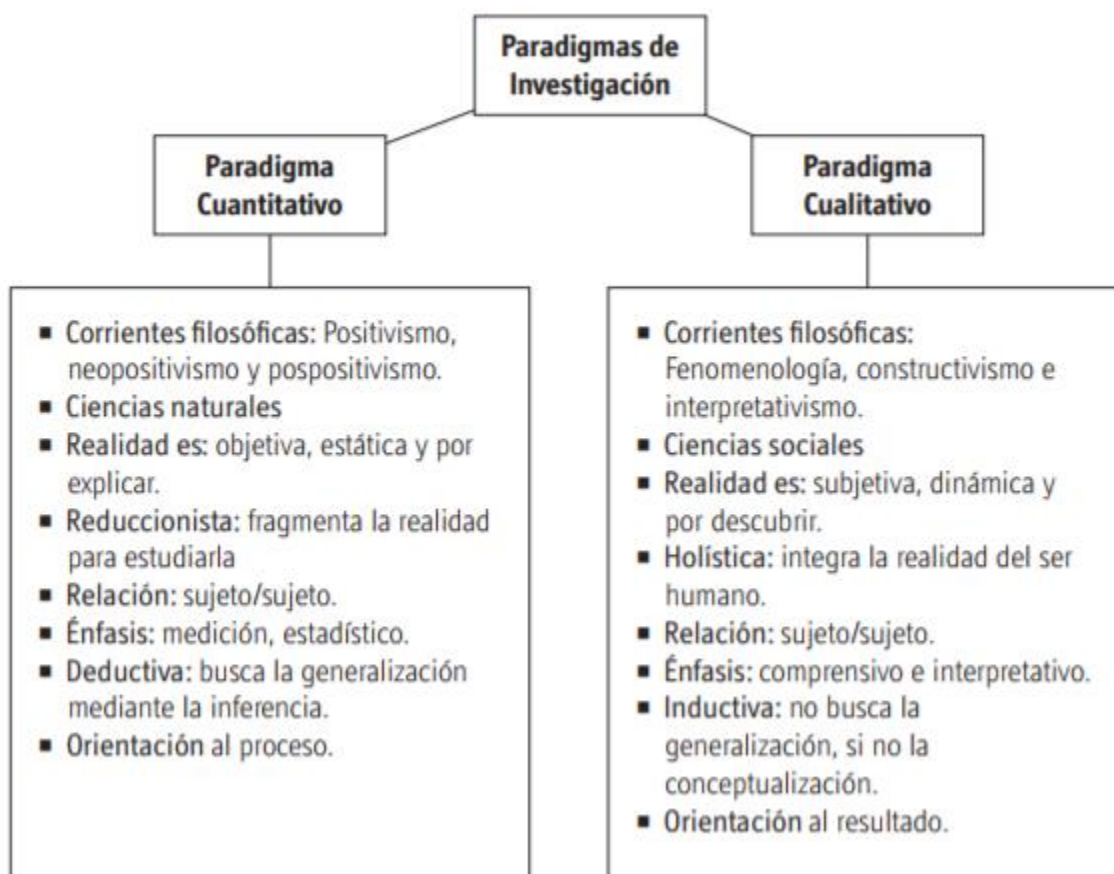 Paradigmas de
Investigación
Paradigma
Cuantitativo
Paradigma
Cualitativo
▪ Corrientes filosóficas: Positivismo,
neopositivismo y pospositivismo.
▪ Ciencias naturales
▪ Realidad es: objetiva, estática y por
explicar.
▪ Reduccionista: fragmenta la realidad
para estudiarla
▪ Relación: sujeto/sujeto.
▪ Énfasis: medición, estadístico.
▪ Deductiva: busca la generalización
mediante la inferencia.
▪ Orientación al proceso.
▪ Corrientes filosóficas:
Fenomenología, constructivismo e
interpretativismo.
▪ Ciencias sociales
▪ Realidad es: subjetiva, dinámica y
por descubrir.
▪ Holística: integra la realidad del ser
humano.
▪ Relación: sujeto/sujeto.
▪ Énfasis: comprensivo e interpretativo.
▪ Inductiva: no busca la
generalización, si no la
conceptualización.
▪ Orientación al resultado.